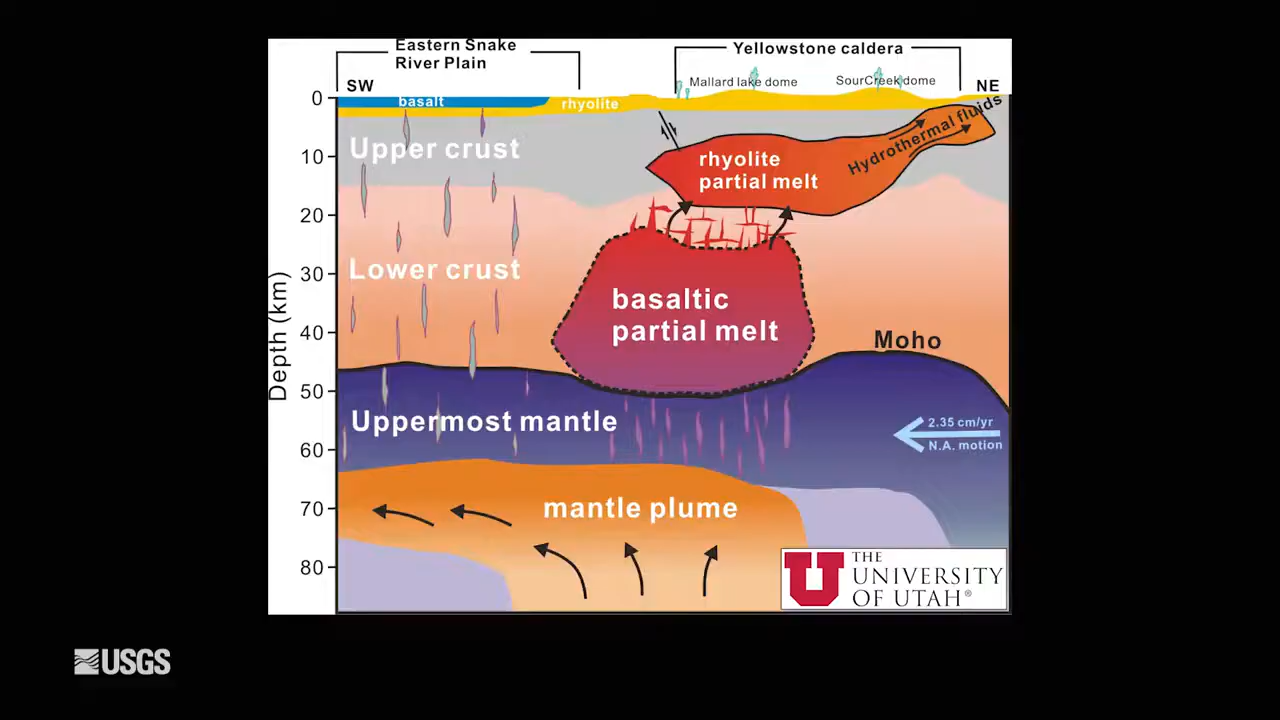 Eastern Snake
River Plain
Yellowstone caldera
SW
Mallard lake dome
SourCreek dome
NE
basalt
rhyolite
0
10
20
30
40
50
60
70
80
Depth (km)
Upper crust
rhyolite
partial melt
Hydrothermal fluids
Lower crust
basaltic
partial melt
Moho
Uppermost mantle
2.35 cm/yr
N.A. motion
mantle plume
THE
UNIVERSITY
OF UTAH®
USGS